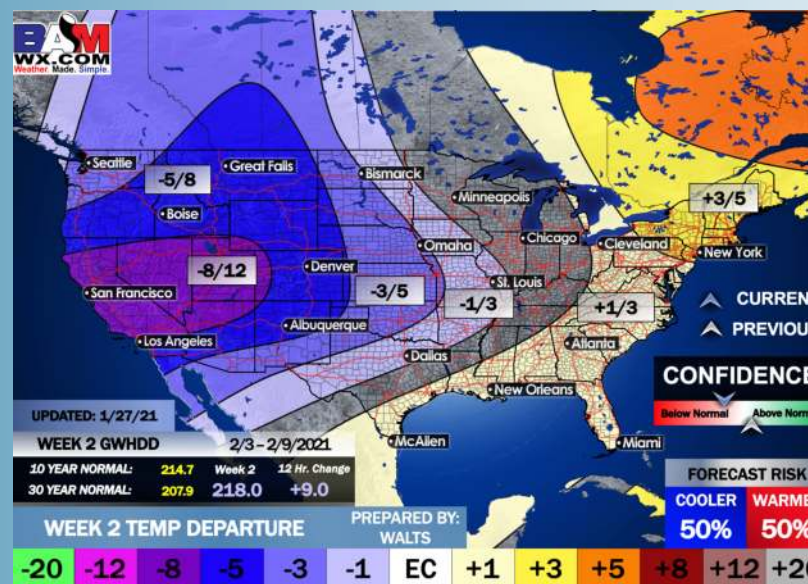 BAM
WX.COM
Weather. Made. Simple.
Seattle
-5/8
Great Falls
Bismarck
Minneapolis
+3/5
Boise
Omaha
Chicago
Cleveland
New York
-8/12
Denver
-3/5
-1/3
St. Louis
+1/3
San Francisco
CURREN
PREVIOU
Los Angeles
Albuquerque
Dallas
Atlanta
New Orleans
CONFIDENCE
Below Normal Above Norm
McAllen
Miami
UPDATED: 1/27/21
WEEK 2 GWHDD 2/3 – 2/9/2021
10 YEAR NORMAL: 214.7 Week 2 12 Hr. Change
30 YEAR NORMAL: 207.9 218.0 +9.0
FORECAST RISK
COOLER WARME
50% 50%
WEEK 2 TEMP DEPARTURE
PREPARED BY:
WALTS
-20 -12 -8 -5 -3 -1 EC +1 +3 +5 +8 +12 +2